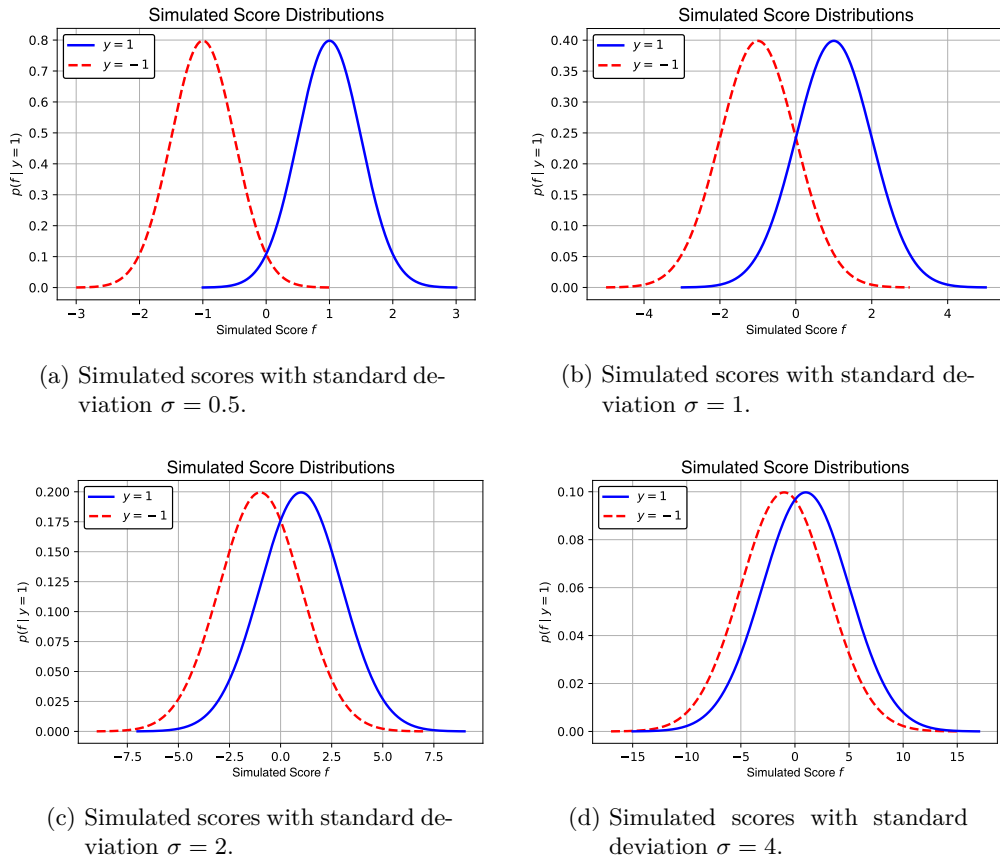 Simulated Score Distributions
y = 1
y = −1
p(f | y = 1)
0.8
0.7
0.6
0.5
0.4
0.3
0.2
0.1
0.0
−3 −2 −1 0 1 2 3
Simulated Score f
(a) Simulated scores with standard de-
viation σ = 0.5.
Simulated Score Distributions
y = 1
y = −1
p(f | y = 1)
0.40
0.35
0.30
0.25
0.20
0.15
0.10
0.05
0.00
−4 −2 0 2 4
Simulated Score f
(b) Simulated scores with standard de-
viation σ = 1.
Simulated Score Distributions
y = 1
y = −1
p(f | y = 1)
0.200
0.175
0.150
0.125
0.100
0.075
0.050
0.025
0.000
−7.5 −5.0 −2.5 0.0 2.5 5.0 7.5
Simulated Score f
(c) Simulated scores with standard de-
viation σ = 2.
Simulated Score Distributions
y = 1
y = −1
p(f | y = 1)
0.10
0.08
0.06
0.04
0.02
0.00
−15 −10 −5 0 5 10 15
Simulated Score f
(d) Simulated scores with standard
deviation σ = 4.